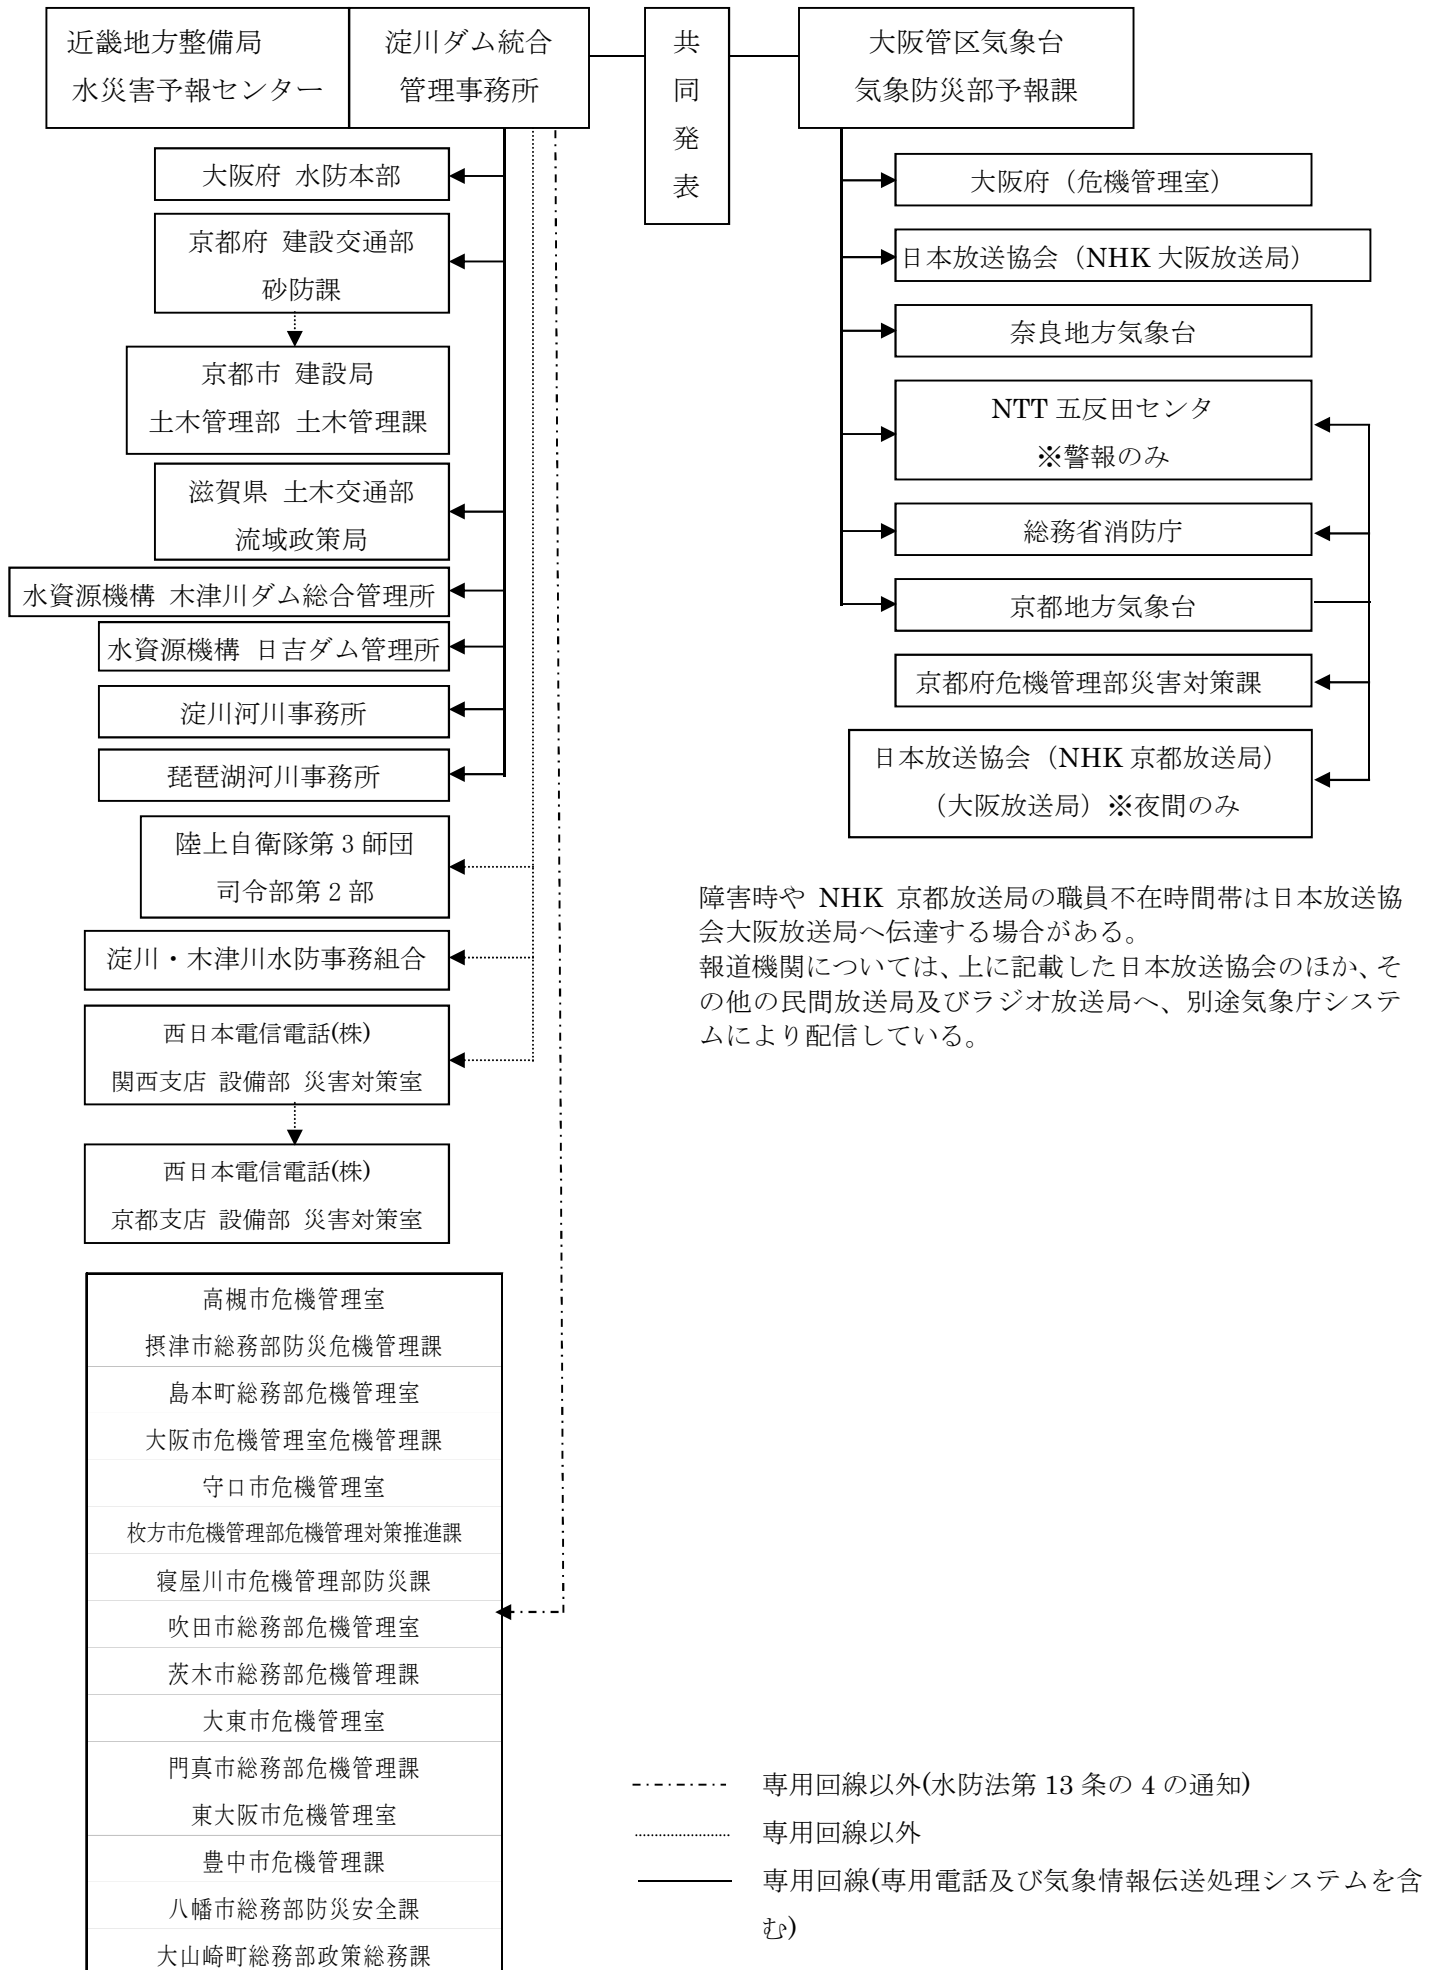 近畿地方整備局
水災害予報センター
淀川ダム統合
管理事務所
共
同
発
表
大阪管区気象台
気象防災部予報課
大阪府 水防本部
京都府 建設交通部
砂防課
京都市 建設局
土木管理部 土木管理課
滋賀県 土木交通部
流域政策局
水資源機構 木津川ダム総合管理所
水資源機構 日吉ダム管理所
淀川河川事務所
琵琶湖河川事務所
陸上自衛隊第 3 師団
司令部第 2 部
淀川・木津川水防事務組合
西日本電信電話(株)
関西支店 設備部 災害対策室
西日本電信電話(株)
京都支店 設備部 災害対策室
高槻市危機管理室
摂津市総務部防災危機管理課
島本町総務部危機管理室
大阪市危機管理室危機管理課
守口市危機管理室
枚方市危機管理部危機管理対策推進課
寝屋川市危機管理部防災課
吹田市総務部危機管理室
茨木市総務部危機管理課
大東市危機管理室
門真市総務部危機管理課
東大阪市危機管理室
豊中市危機管理課
八幡市総務部防災安全課
大山崎町総務部政策総務課
大阪府（危機管理室）
日本放送協会（NHK 大阪放送局）
奈良地方気象台
NTT 五反田センタ
※警報のみ
総務省消防庁
京都地方気象台
京都府危機管理部災害対策課
日本放送協会（NHK 京都放送局）
（大阪放送局）※夜間のみ
障害時や NHK 京都放送局の職員不在時間帯は日本放送協
会大阪放送局へ伝達する場合がある。
報道機関については、上に記載した日本放送協会のほか、そ
の他の民間放送局及びラジオ放送局へ、別途気象庁システ
ムにより配信している。
専用回線以外(水防法第 13 条の 4 の通知)
専用回線以外
専用回線(専用電話及び気象情報伝送処理システムを含
む)